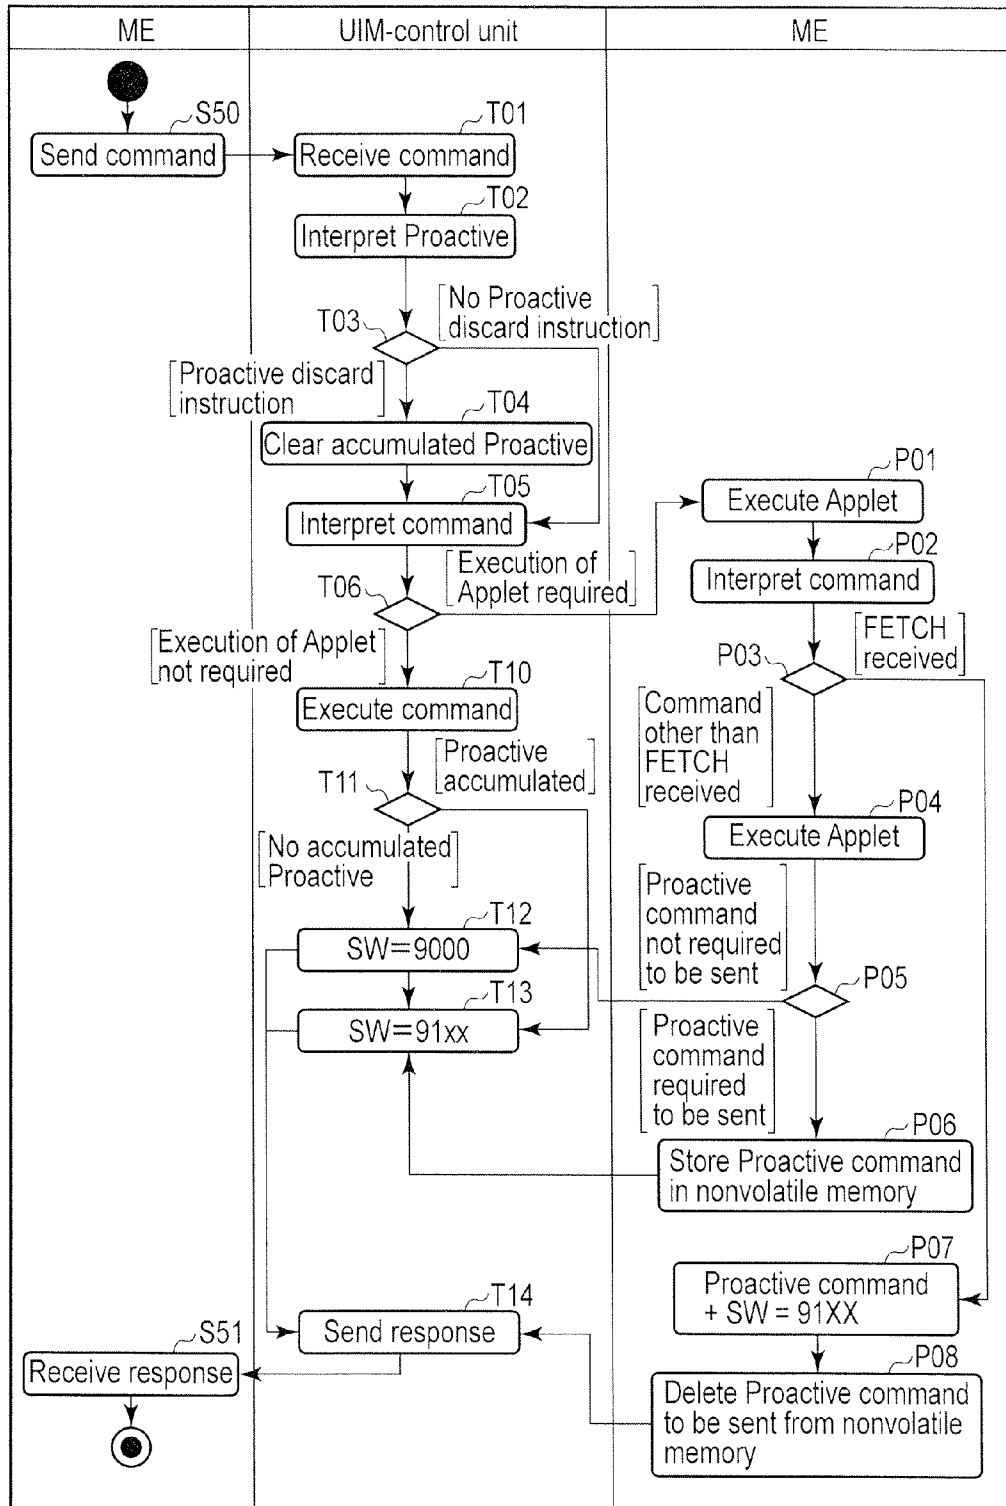 ME
UIM-control unit
ME
S50
Send command
T01
Receive command
T02
Interpret Proactive
T03
No Proactive
discard instruction
Proactive discard
instruction
T04
Clear accumulated Proactive
T05
Interpret command
P01
Execute Applet
P02
Interpret command
T06
Execution of
Applet required
Execution of Applet
not required
P03
FETCH
received
T10
Execute command
Command
other than
FETCH
received
T11
Proactive
accumulated
P04
Execute Applet
No accumulated
Proactive
Proactive
command
not required
to be sent
T12
SW=9000
P05
T13
SW=91xx
Proactive
command
required
to be sent
P06
Store Proactive command
in nonvolatile memory
P07
Proactive command
+ SW = 91XX
T14
Send response
S51
Receive response
P08
Delete Proactive command
to be sent from nonvolatile
memory